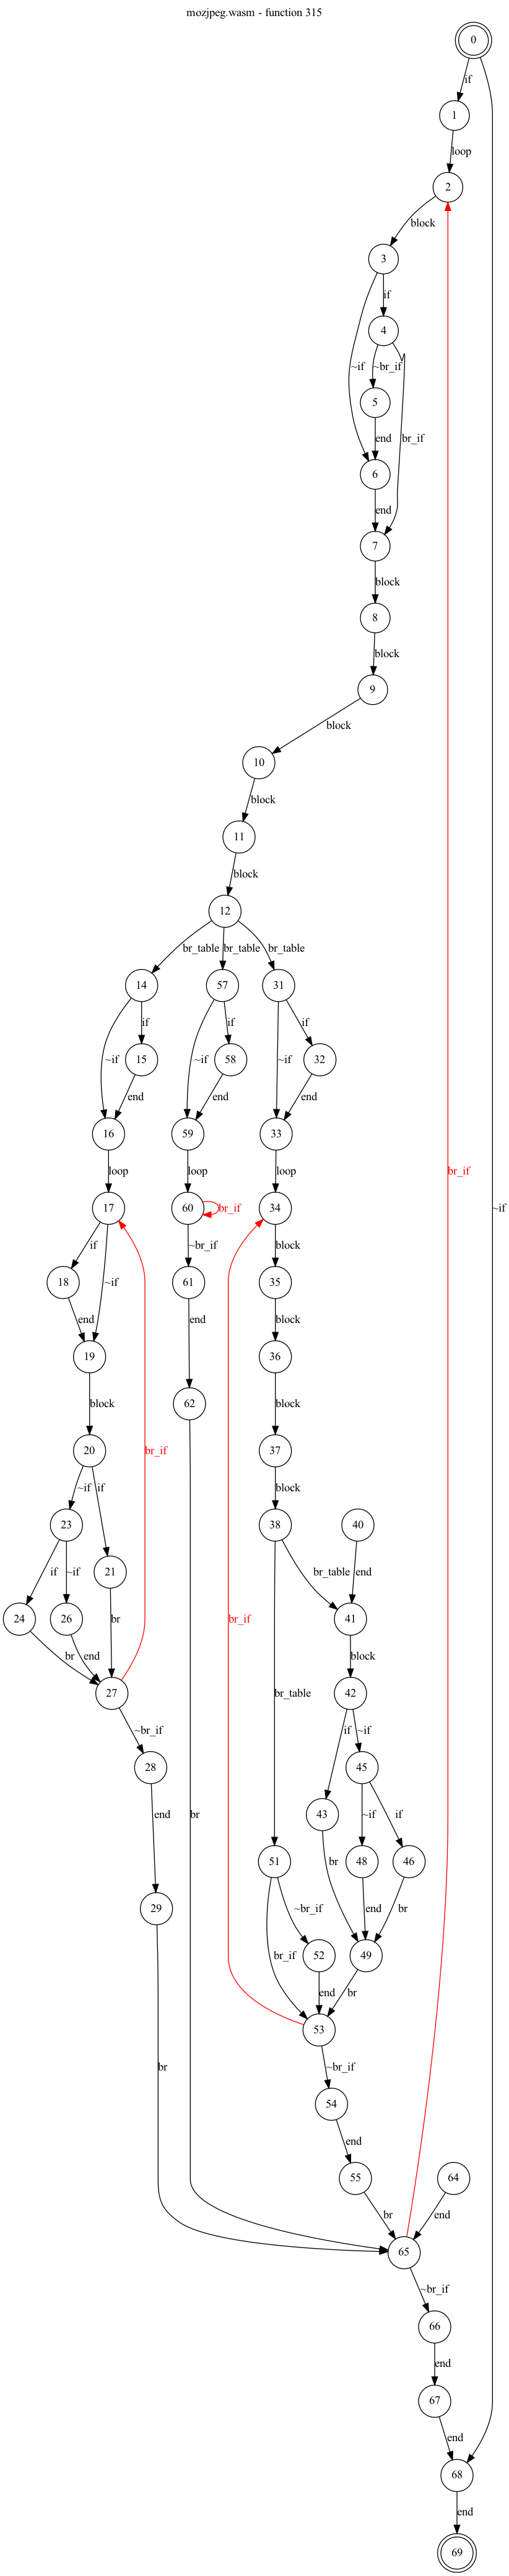 mozjpeg.wasm - function 315
0
if
1
loop
2
block
3
if
4
~if
~br_if
5
br_if
end
6
end
7
block
8
block
9
block
10
block
11
block
12
br_table
br_table
br_table
14
57
31
~if
if
~if
if
~if
if
15
58
32
end
end
end
16
59
33
loop
loop
loop
br_if
17
60
br_if
34
~if
if
~if
~br_if
block
18
61
35
end
end
block
19
36
block
62
block
20
br_if
37
~if
if
block
23
38
40
if
~if
br_table
end
21
24
26
br_if
41
br
end
br
block
27
br_table
42
~br_if
if
~if
28
45
end
br
43
~if
if
51
br
48
46
29
~br_if
end
br
br_if
52
49
end
br
53
br
~br_if
54
end
55
64
br
end
65
~br_if
66
end
67
end
68
end
69